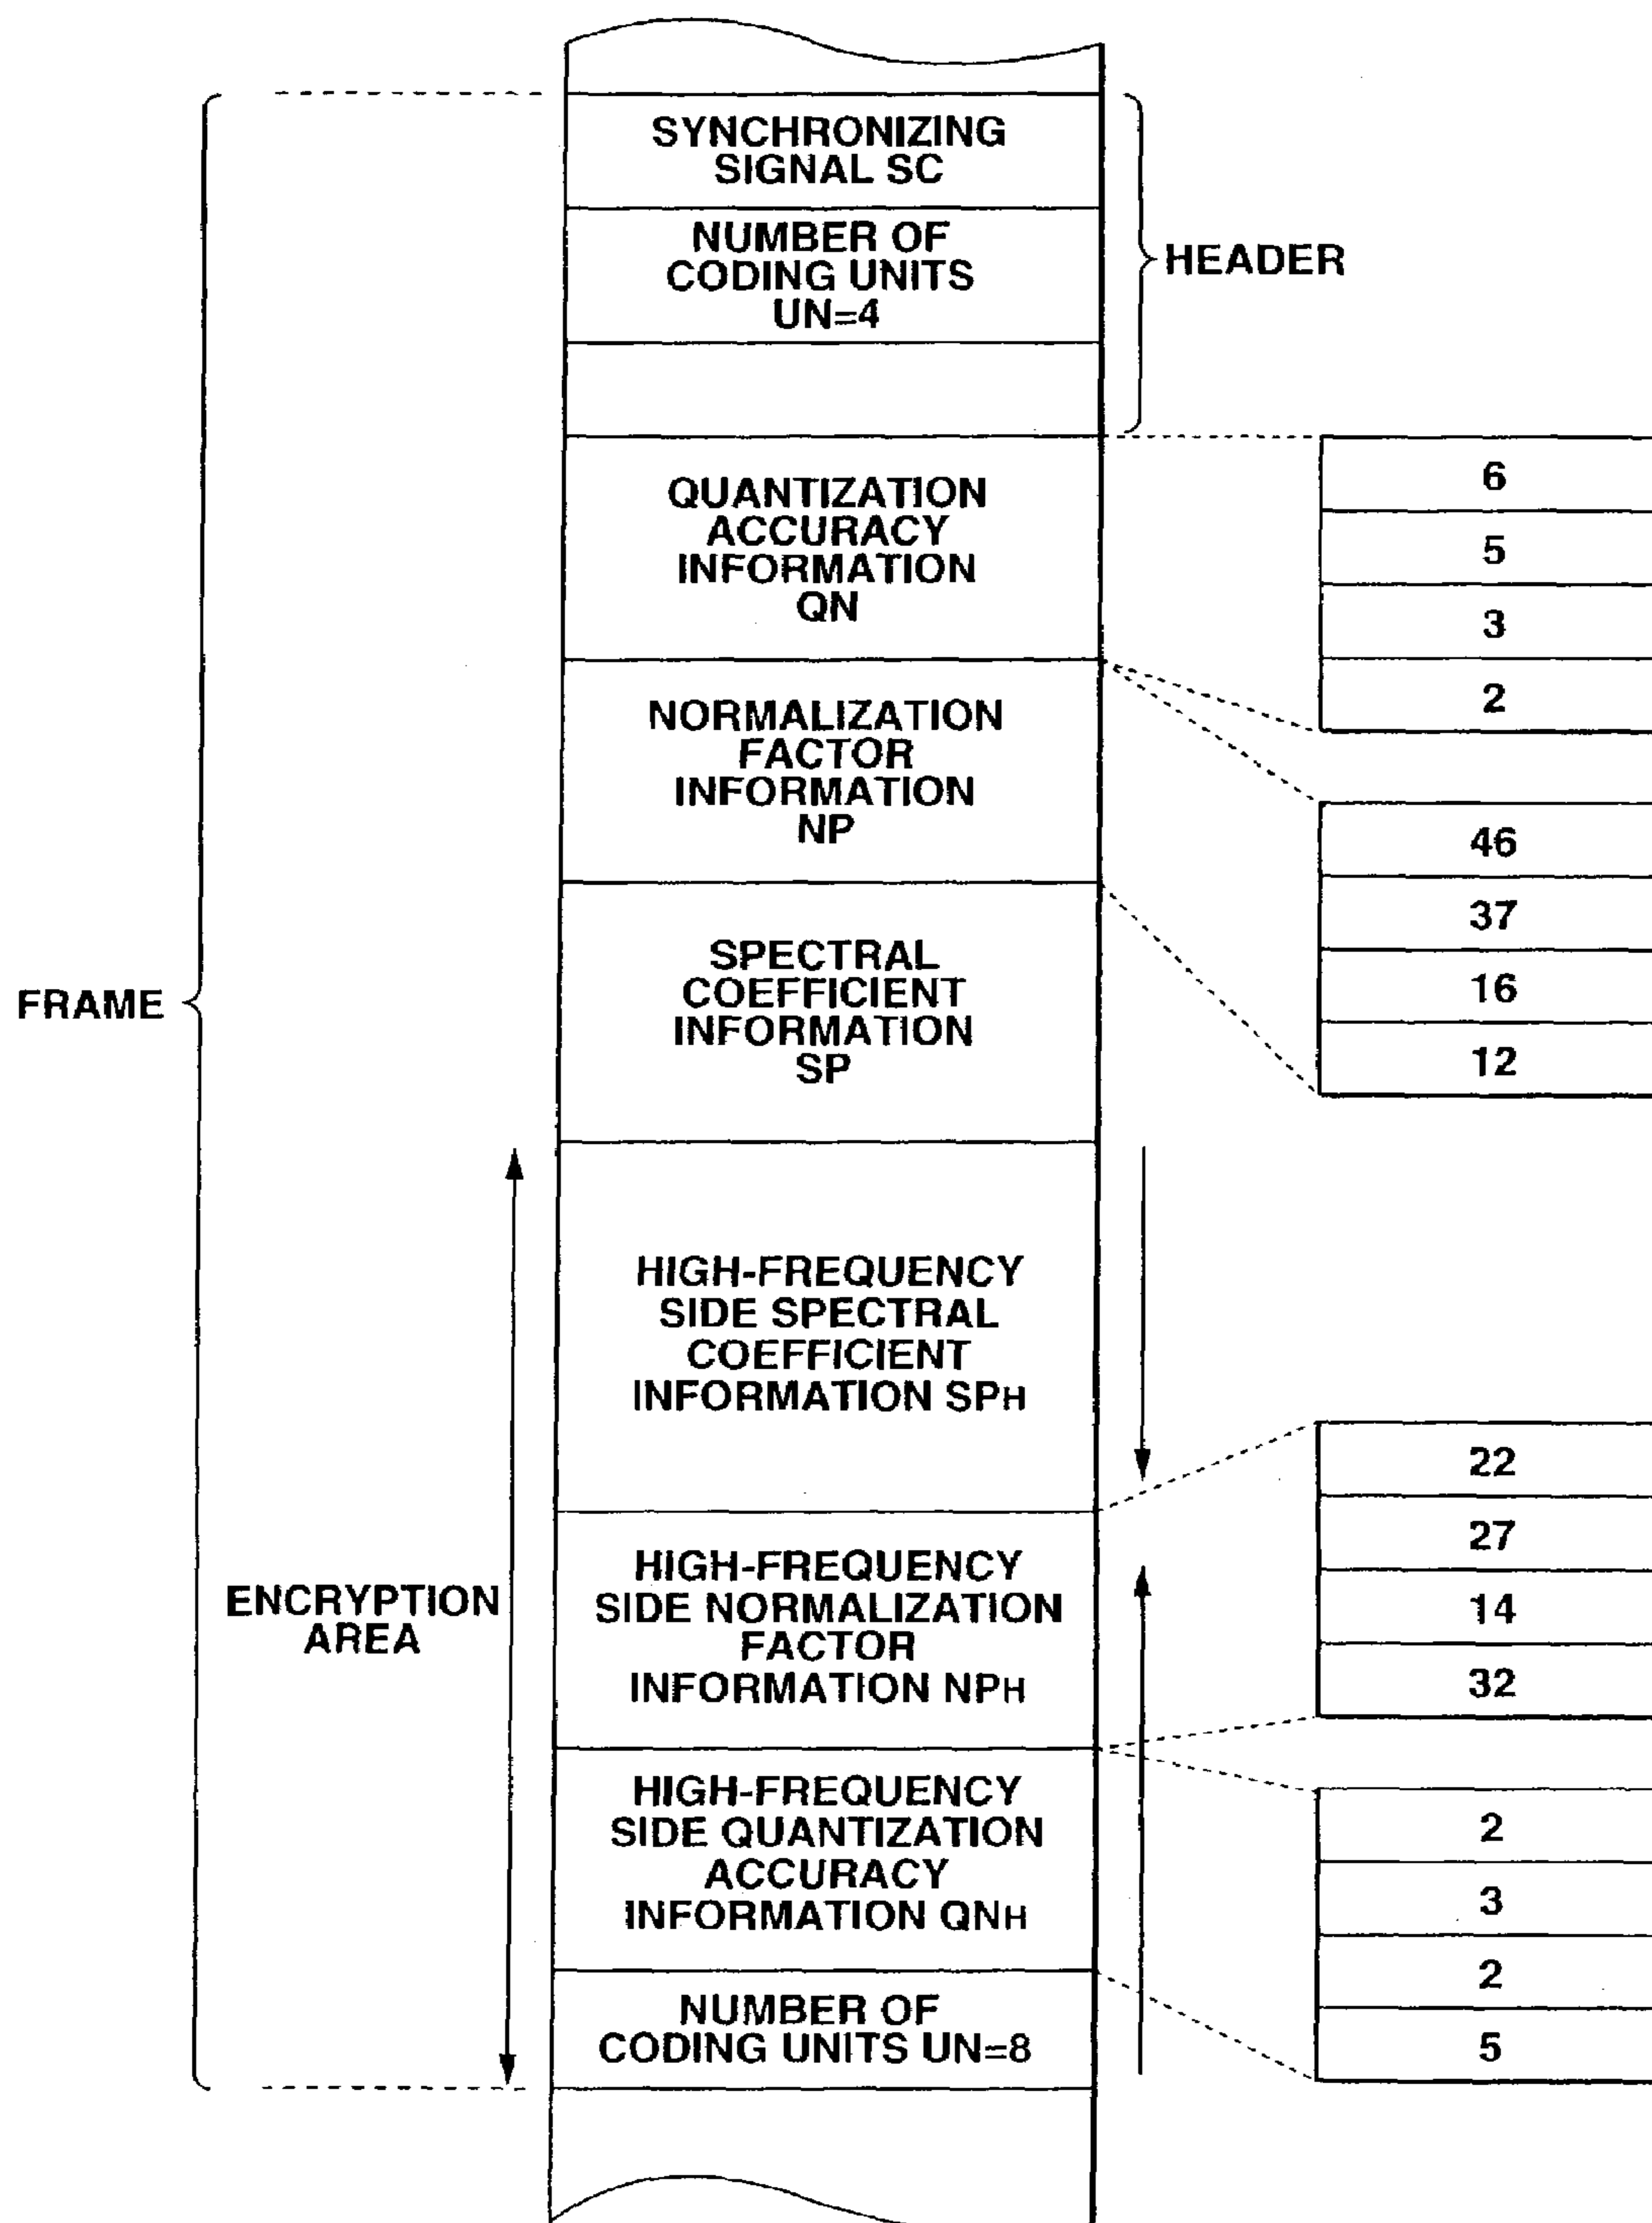 SYNCHRONIZING
SIGNAL SC
NUMBER OF
CODING UNITS
UN=4
HEADER
QUANTIZATION
ACCURACY
INFORMATION
QN
6
5
3
2
NORMALIZATION
FACTOR
INFORMATION
NP
46
37
16
12
SPECTRAL
COEFFICIENT
INFORMATION
SP
FRAME
HIGH-FREQUENCY
SIDE SPECTRAL
COEFFICIENT
INFORMATION SPH
ENCRYPTION
AREA
HIGH-FREQUENCY
SIDE NORMALIZATION
FACTOR
INFORMATION NPH
22
27
14
32
HIGH-FREQUENCY
SIDE QUANTIZATION
ACCURACY
INFORMATION QNH
2
3
2
5
NUMBER OF
CODING UNITS UN=8